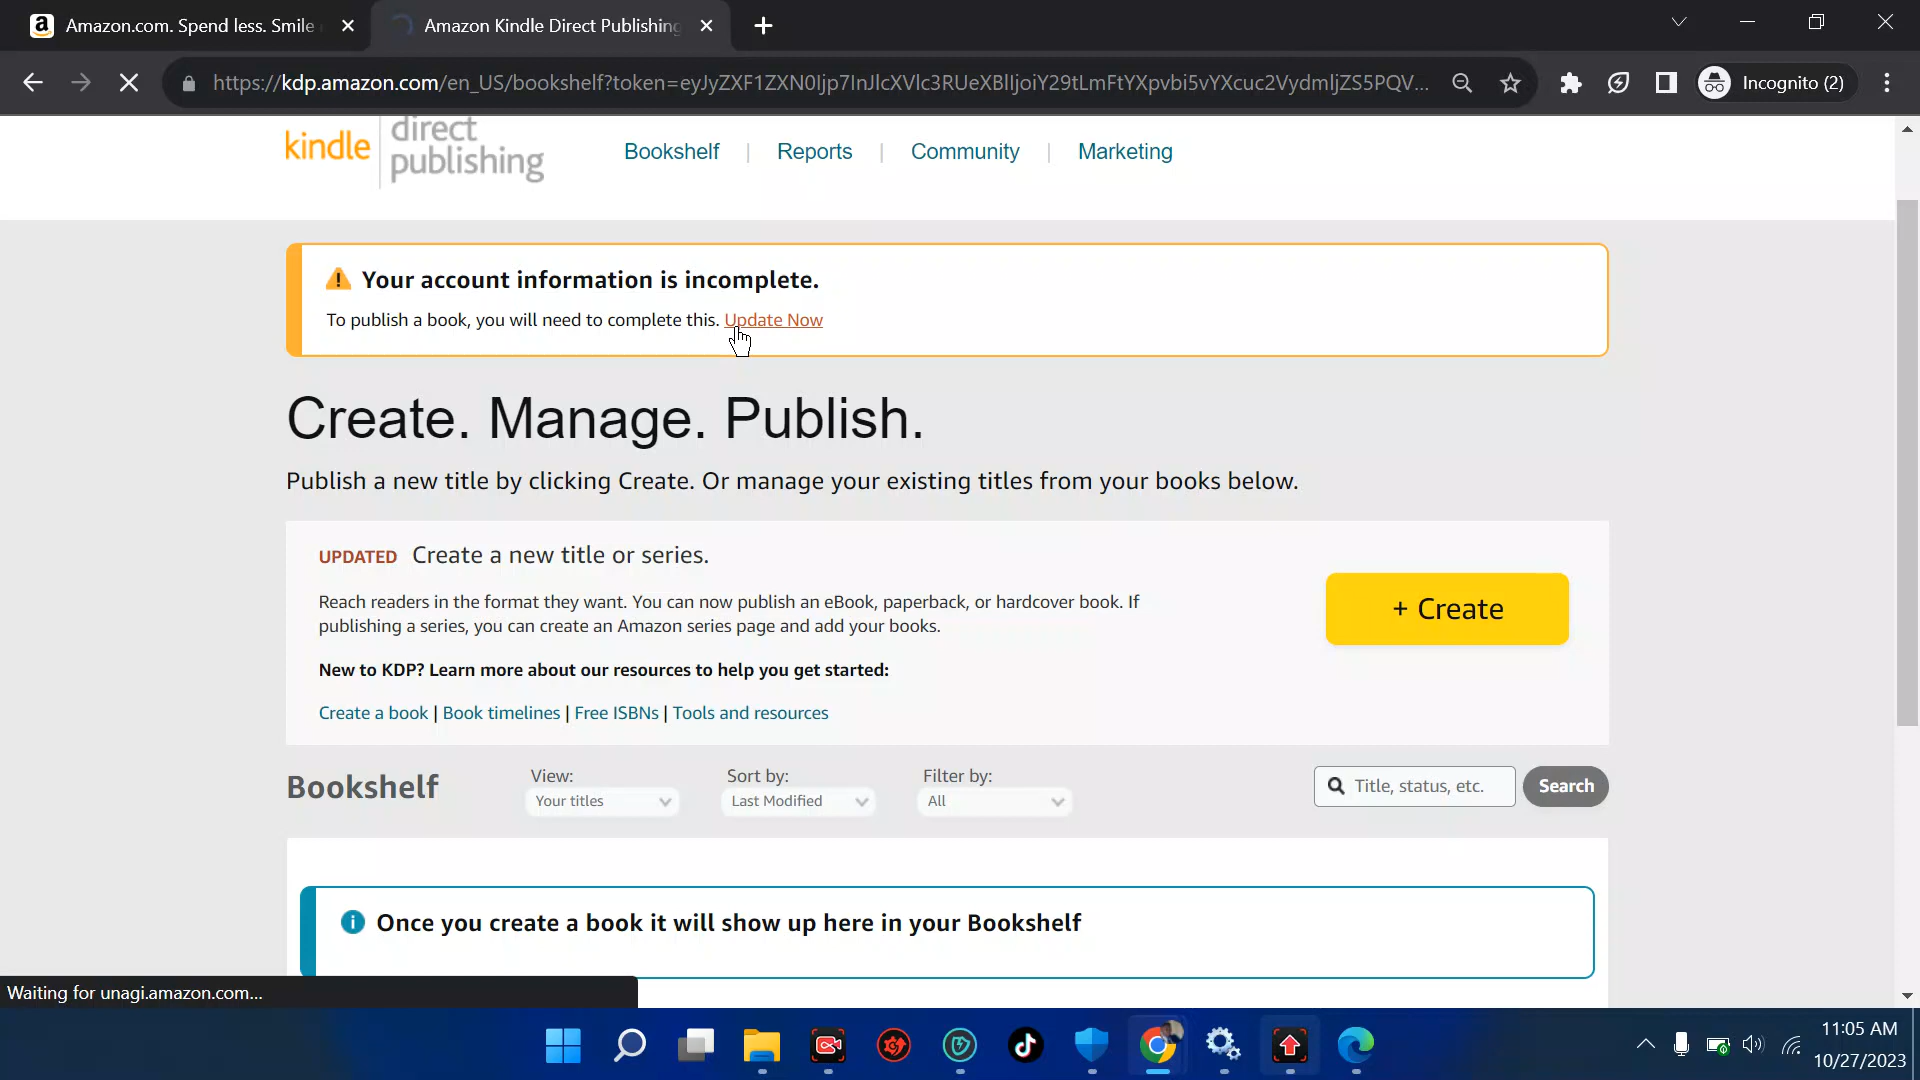 Amazon.com. Spend less. Smile
Amazon Kindle Direct Publishing
https://kdp.amazon.com/en_US/bookshelf?token=eyJyZXF1ZXN0Ijp7InJlcXVlc3RUeXBlIjoiY29tLmFtYXpvbi5vYXcuc2VydmljZS5PQV...
Incognito (2)
kindle
direct
publishing
Bookshelf | Reports | Community | Marketing
Your account information is incomplete.
To publish a book, you will need to complete this. Update Now
Create. Manage. Publish.
Publish a new title by clicking Create. Or manage your existing titles from your books below.
UPDATED Create a new title or series.
Reach readers in the format they want. You can now publish an eBook, paperback, or hardcover book. If
publishing a series, you can create an Amazon series page and add your books.
+ Create
New to KDP? Learn more about our resources to help you get started:
Create a book | Book timelines | Free ISBNs | Tools and resources
Bookshelf
View:
Your titles
Sort by:
Last Modified
Filter by:
All
Title, status, etc.
Search
Once you create a book it will show up here in your Bookshelf
Waiting for unagi.amazon.com...
11:05 AM
10/27/2023